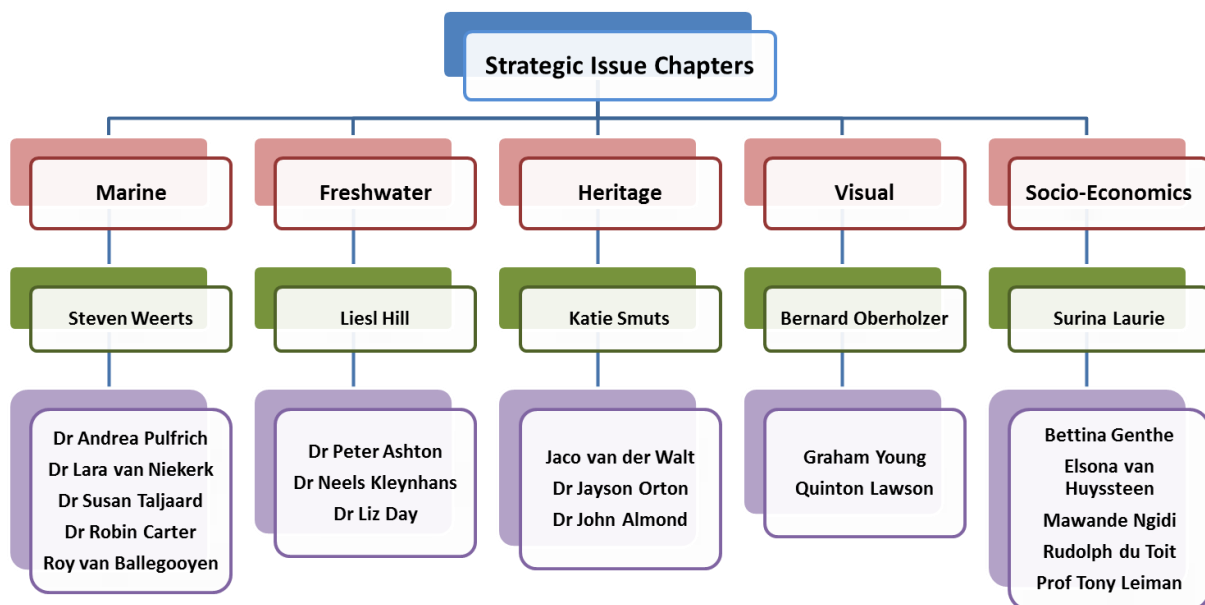 Strategic Issue Chapters
Marine
Freshwater
Heritage
Visual
Socio-Economics
Steven Weerts
Liesl Hill
Katie Smuts
Bernard Oberholzer
Surina Laurie
Dr Andrea Pulfrich
Dr Lara van Niekerk
Dr Susan Taljaard
Dr Robin Carter
Roy van Ballegooyen
Dr Peter Ashton
Dr Neels Kleynhans
Dr Liz Day
Jaco van der Walt
Dr Jayson Orton
Dr John Almond
Graham Young
Quinton Lawson
Bettina Genthe
Elsona van
Huyssteen
Mawande Ngidi
Rudolph du Toit
Prof Tony Leiman